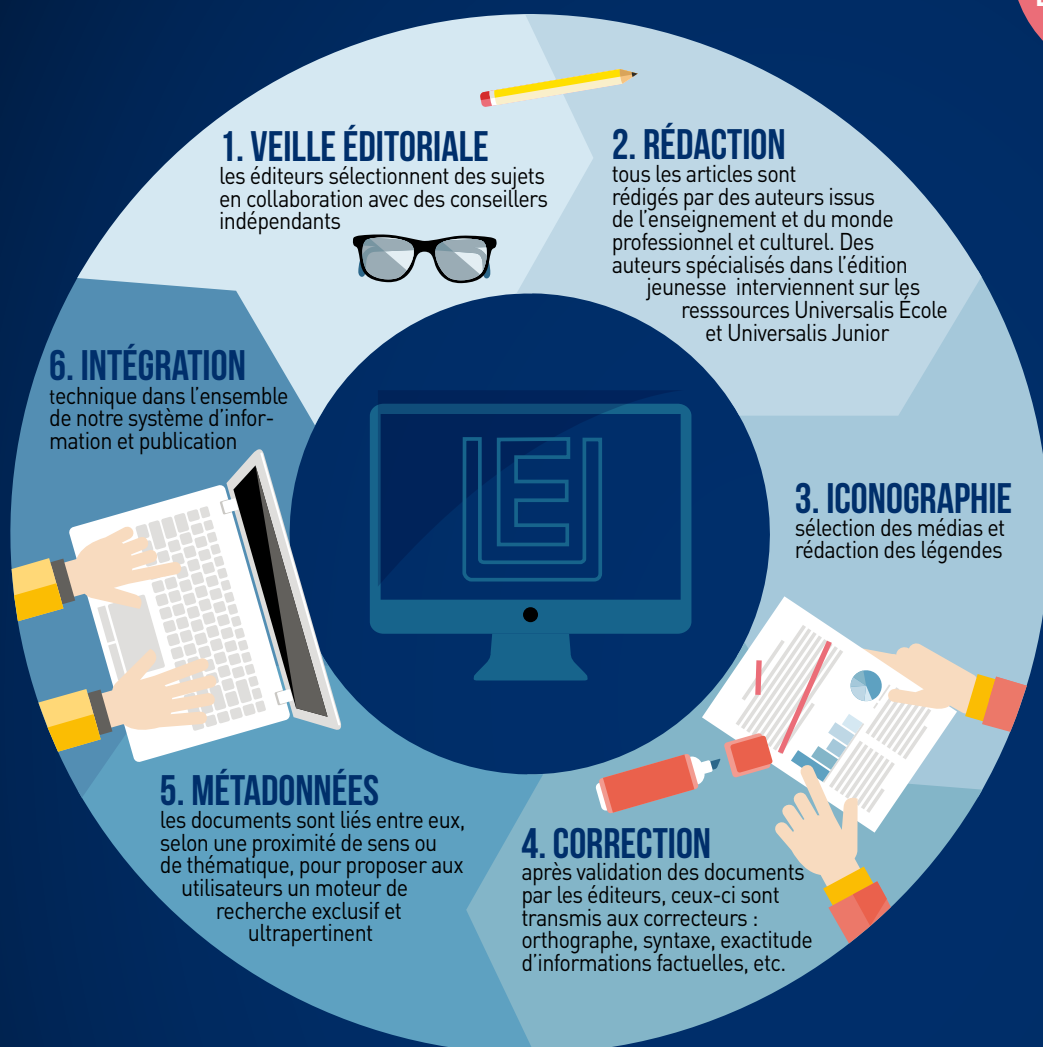 1. VEILLE ÉDITORIALE
les éditeurs sélectionnent des sujets
en collaboration avec des conseillers
indépendants
2. RÉDACTION
tous les articles sont
rédigés par des auteurs issus
de l'enseignement et du monde
professionnel et culturel. Des
auteurs spécialisés dans l'édition
jeunesse interviennent sur les
resssources Universalis École
et Universalis Junior
3. ICONOGRAPHIE
sélection des médias et
rédaction des légendes
4. CORRECTION
après validation des documents
par les éditeurs, ceux-ci sont
transmis aux correcteurs :
orthographe, syntaxe, exactitude
d'informations factuelles, etc.
5. MÉTADONNÉES
les documents sont liés entre eux,
selon une proximité de sens ou
de thématique, pour proposer aux
utilisateurs un moteur de
recherche exclusif et
ultrapertinent
6. INTÉGRATION
technique dans l'ensemble
de notre système d'infor-
mation et publication